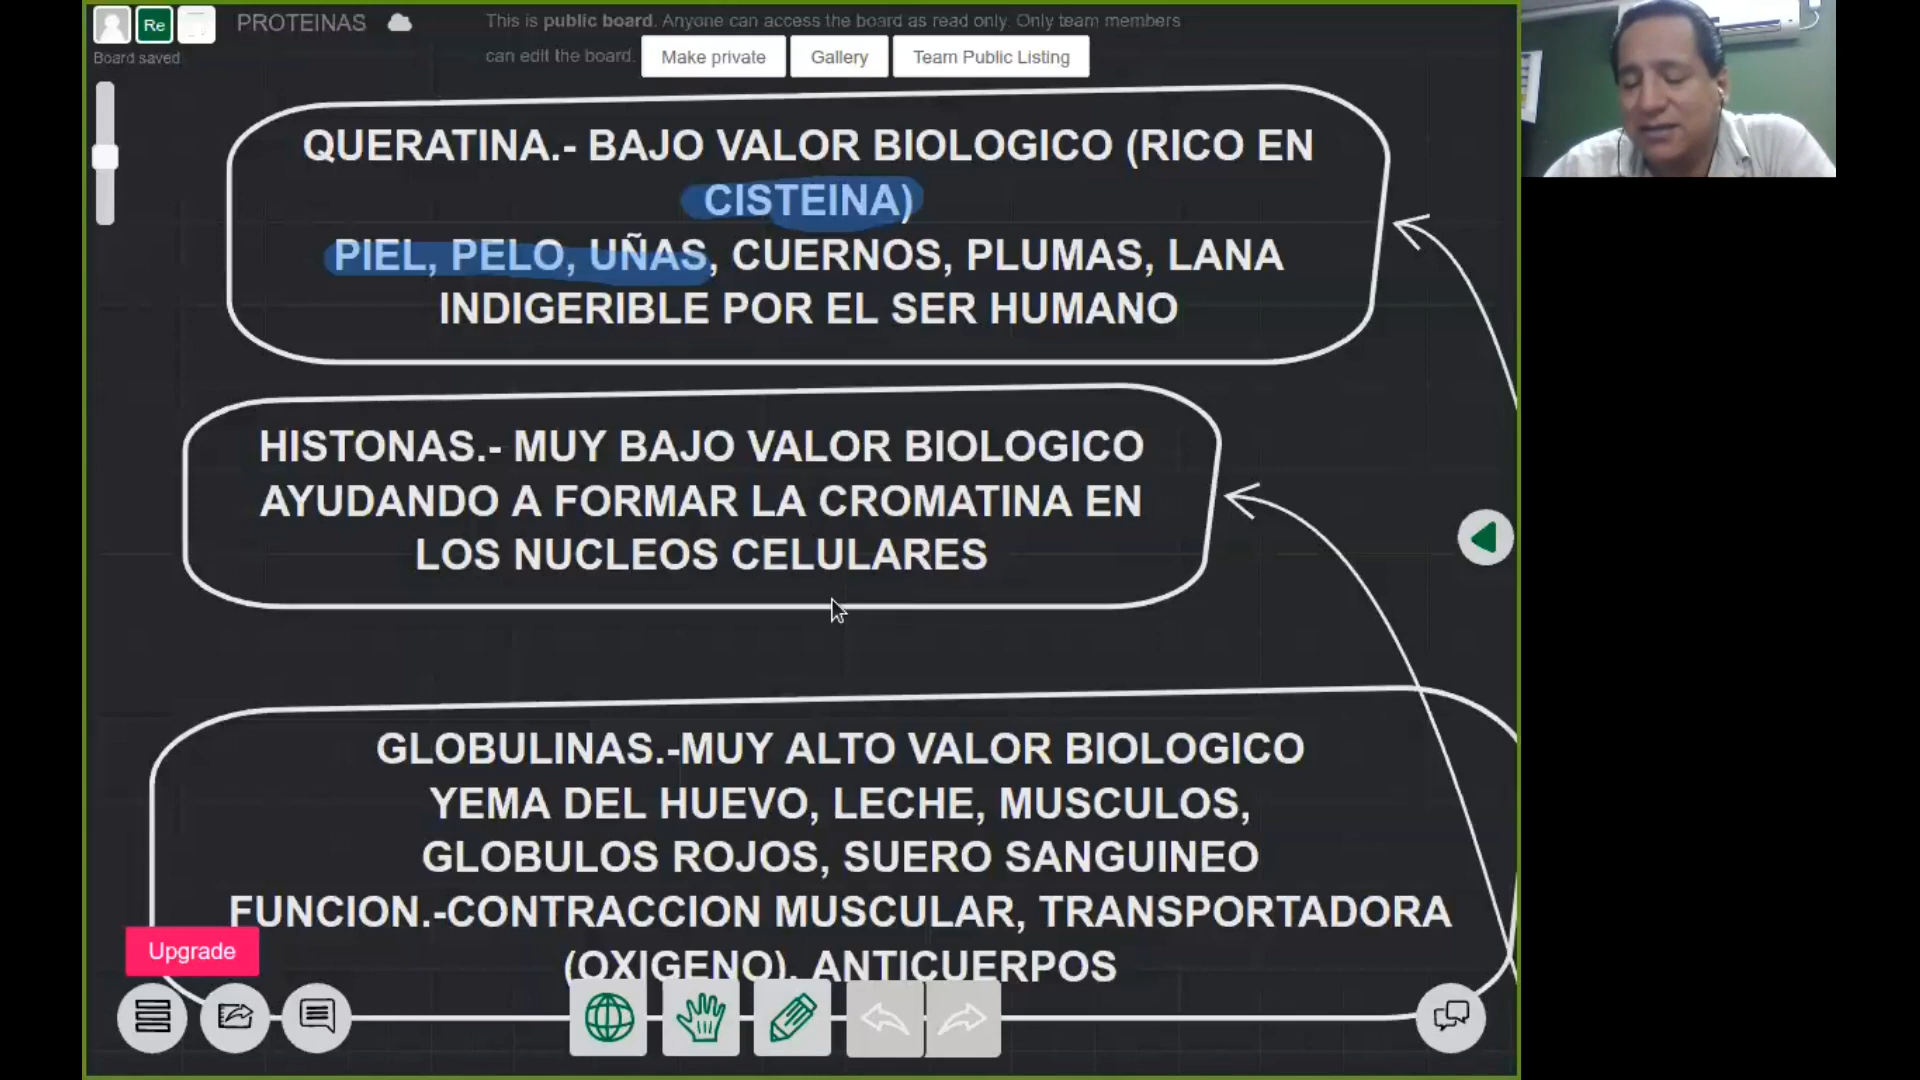 Re
PROTEINAS
This is public board. Anyone can access the board as read only. Only team members
can edit the board.
Make private
Gallery
Team Public Listing
Board saved
QUERATINA.- BAJO VALOR BIOLOGICO (RICO EN
CISTEINA)
PIEL, PELO, UÑAS, CUERNOS, PLUMAS, LANA
INDIGERIBLE POR EL SER HUMANO
HISTONAS.- MUY BAJO VALOR BIOLOGICO
AYUDANDO A FORMAR LA CROMATINA EN
LOS NUCLEOS CELULARES
GLOBULINAS.-MUY ALTO VALOR BIOLOGICO
YEMA DEL HUEVO, LECHE, MUSCULOS,
GLOBULOS ROJOS, SUERO SANGUINEO
FUNCION.-CONTRACCION MUSCULAR, TRANSPORTADORA
(OXIGENO), ANTICUERPOS
Upgrade